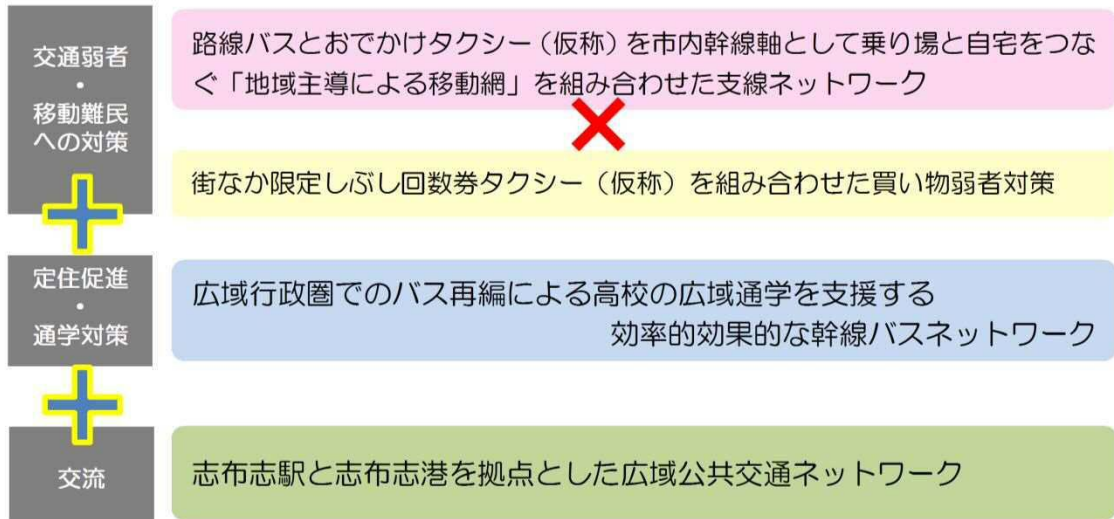 交通弱者
・
移動難民
への対策
路線バスとおでかけタクシー(仮称)を市内幹線軸として乗り場と自宅をつな
ぐ「地域主導による移動網」を組み合わせた支線ネットワーク
街なか限定しぶし回数券タクシー(仮称)を組み合わせた買い物弱者対策
定住促進
・
通学対策
広域行政圏でのバス再編による高校の広域通学を支援する
効率的効果的な幹線バスネットワーク
交流
志布志駅と志布志港を拠点とした広域公共交通ネットワーク